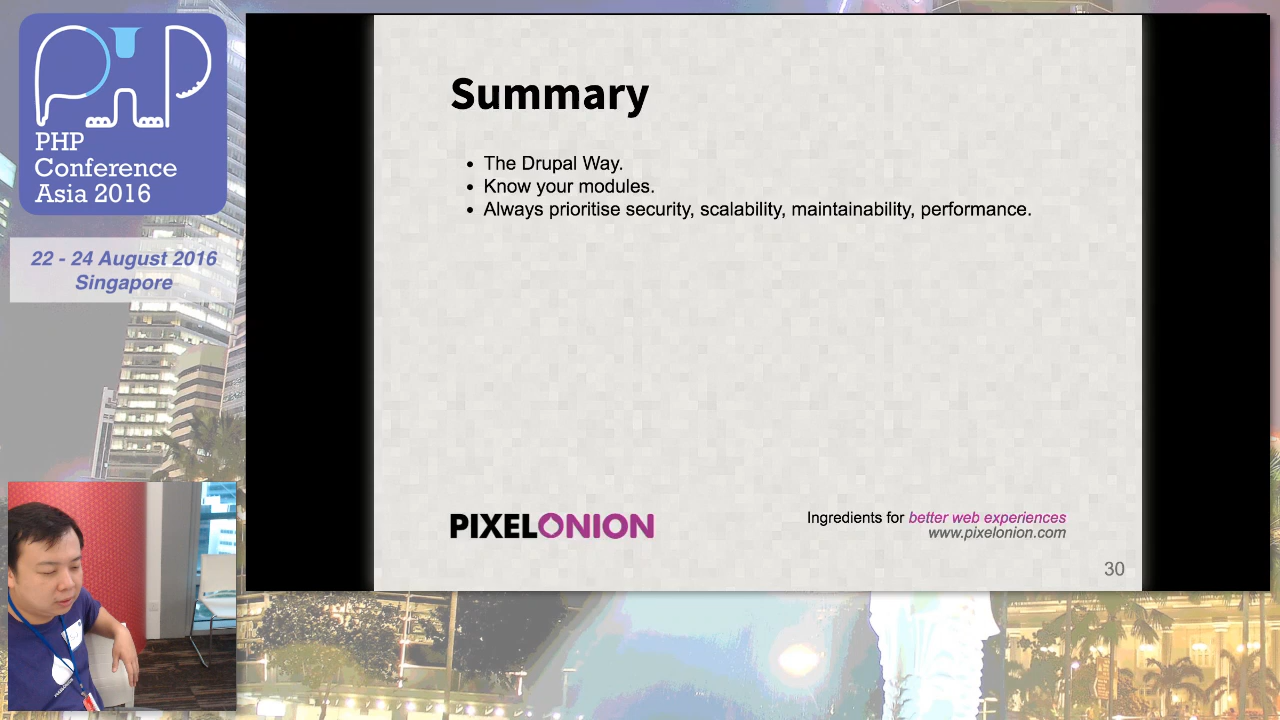 PHP
PHP
Conference
Asia 2016
22 - 24 August 2016
Singapore
Summary
• The Drupal Way.
• Know your modules.
• Always prioritise security, scalability, maintainability, performance.
PIXELONION
Ingredients for better web experiences
www.pixelonion.com
30